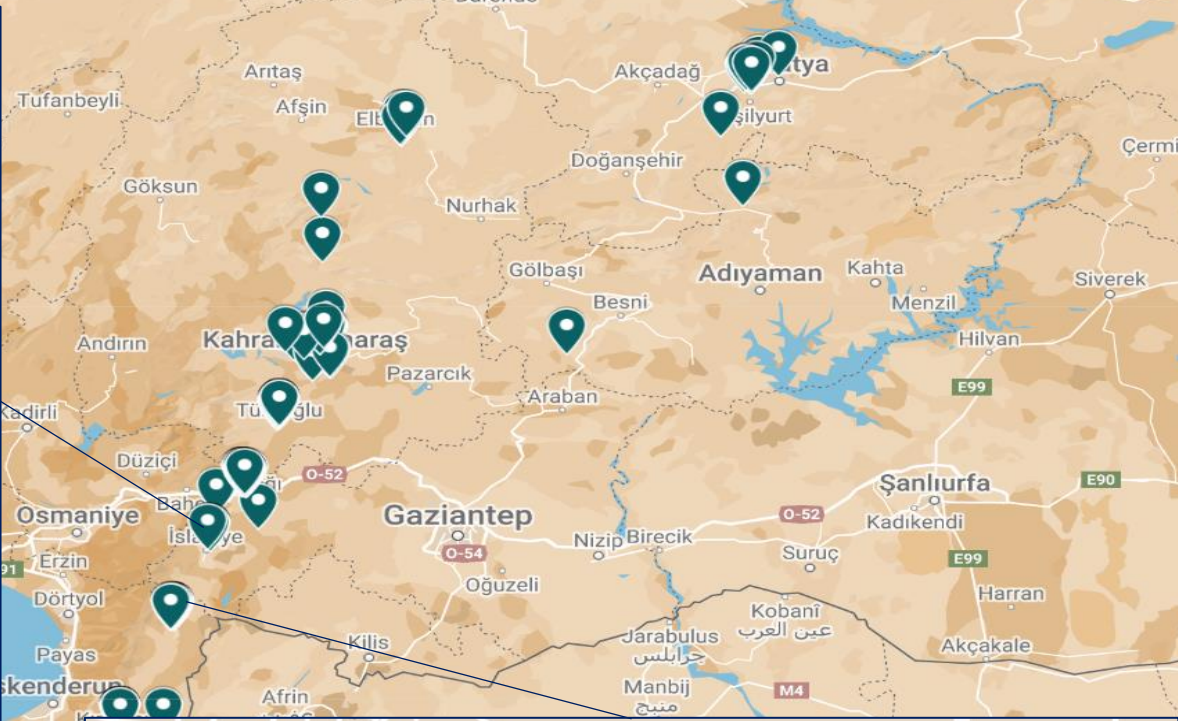 Arıtaş
Akçadağ
Tufanbeyli
Afşin
Doğanşehir
Göksun
Nurhak
Gölbaşı
Adıyaman
Kahta
Siverek
Besni
Menzil
Andırın
Hilvan
Pazarcık
E99
Araban
Kadirli
Düziçi
O-52
E90
Şanlıurfa
Osmaniye
Gaziantep
O-52
Kadıkendi
Nizip
Birecik
Erzin
O-54
Suruç
E99
91
Oğuzeli
Dörtyol
Harran
Kobanî
عين العرب
Kilis
Jarabulus
جرابلس
Akçakale
Payas
Manbij
منبج
M4
Afrin